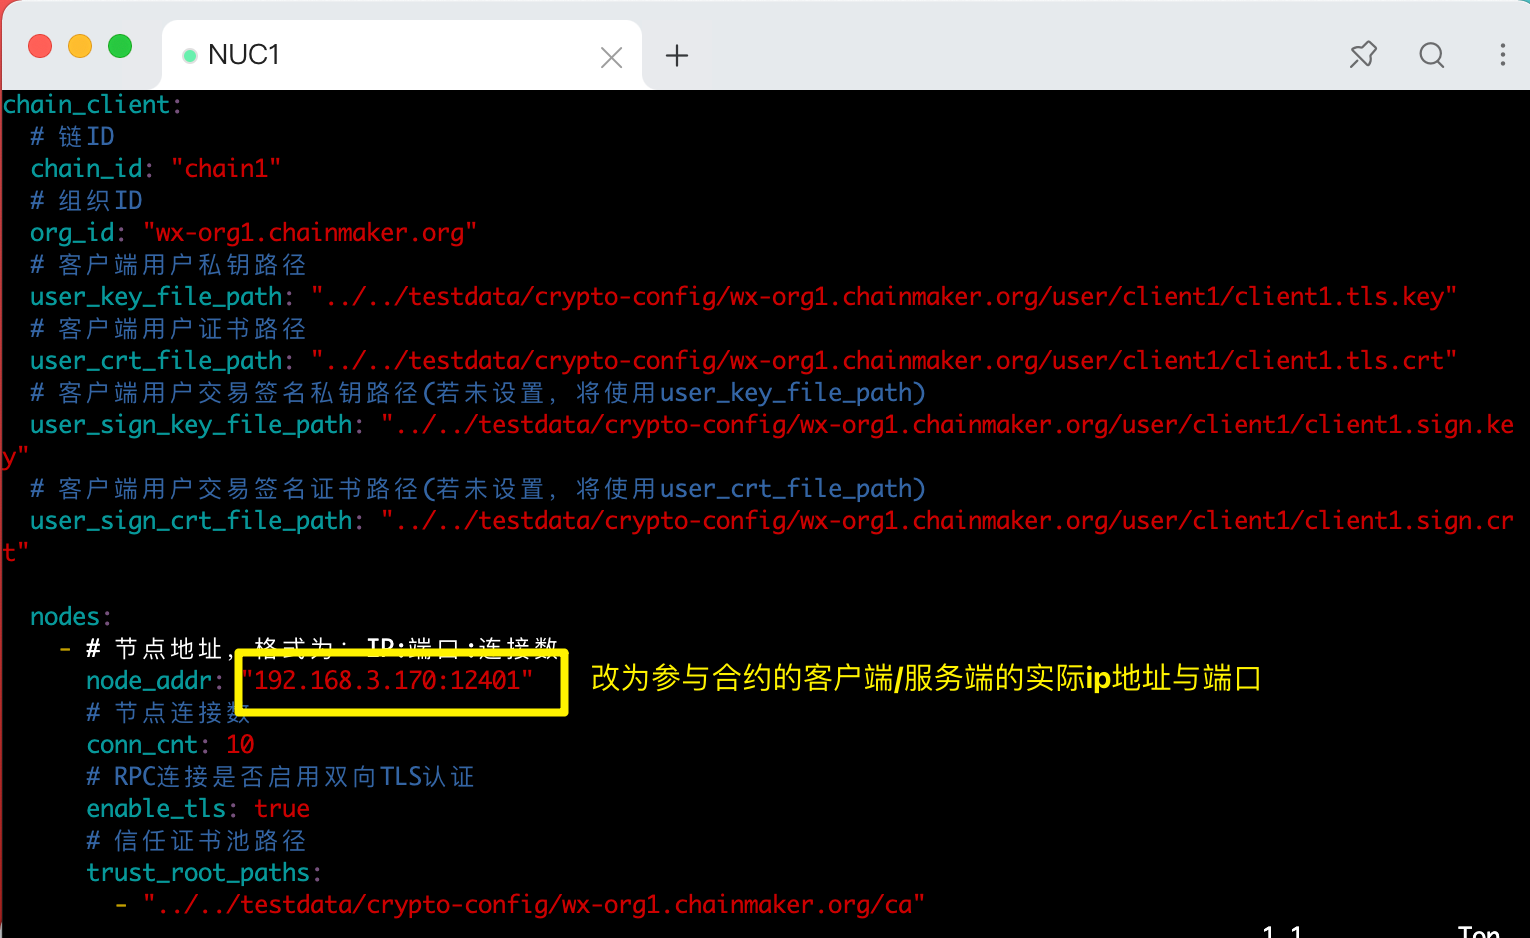 NUC1
chain_client:
# 链ID
chain_id: "chain1"
# 组织ID
org_id: "wx-org1.chainmaker.org"
# 客户端用户私钥路径
user_key_file_path: "../../testdata/crypto-config/wx-org1.chainmaker.org/user/client1/client1.tls.key"
# 客户端用户证书路径
user_crt_file_path: "../../testdata/crypto-config/wx-org1.chainmaker.org/user/client1/client1.tls.crt"
# 客户端用户交易签名私钥路径(若未设置, 将使用user_key_file_path)
user_sign_key_file_path: "../../testdata/crypto-config/wx-org1.chainmaker.org/user/client1/client1.sign.ke
y"
# 客户端用户交易签名证书路径(若未设置, 将使用user_crt_file_path)
user_sign_crt_file_path: "../../testdata/crypto-config/wx-org1.chainmaker.org/user/client1/client1.sign.cr
t"
nodes:
- # 节点地址, 格式为: IP:端口:连接数
node_addr: "192.168.3.170:12401" 改为参与合约的客户端/服务端的实际ip地址与端口
# 节点连接数
conn_cnt: 10
# RPC连接是否启用双向TLS认证
enable_tls: true
# 信任证书池路径
trust_root_paths:
- "../../testdata/crypto-config/wx-org1.chainmaker.org/ca"
1,1 Top